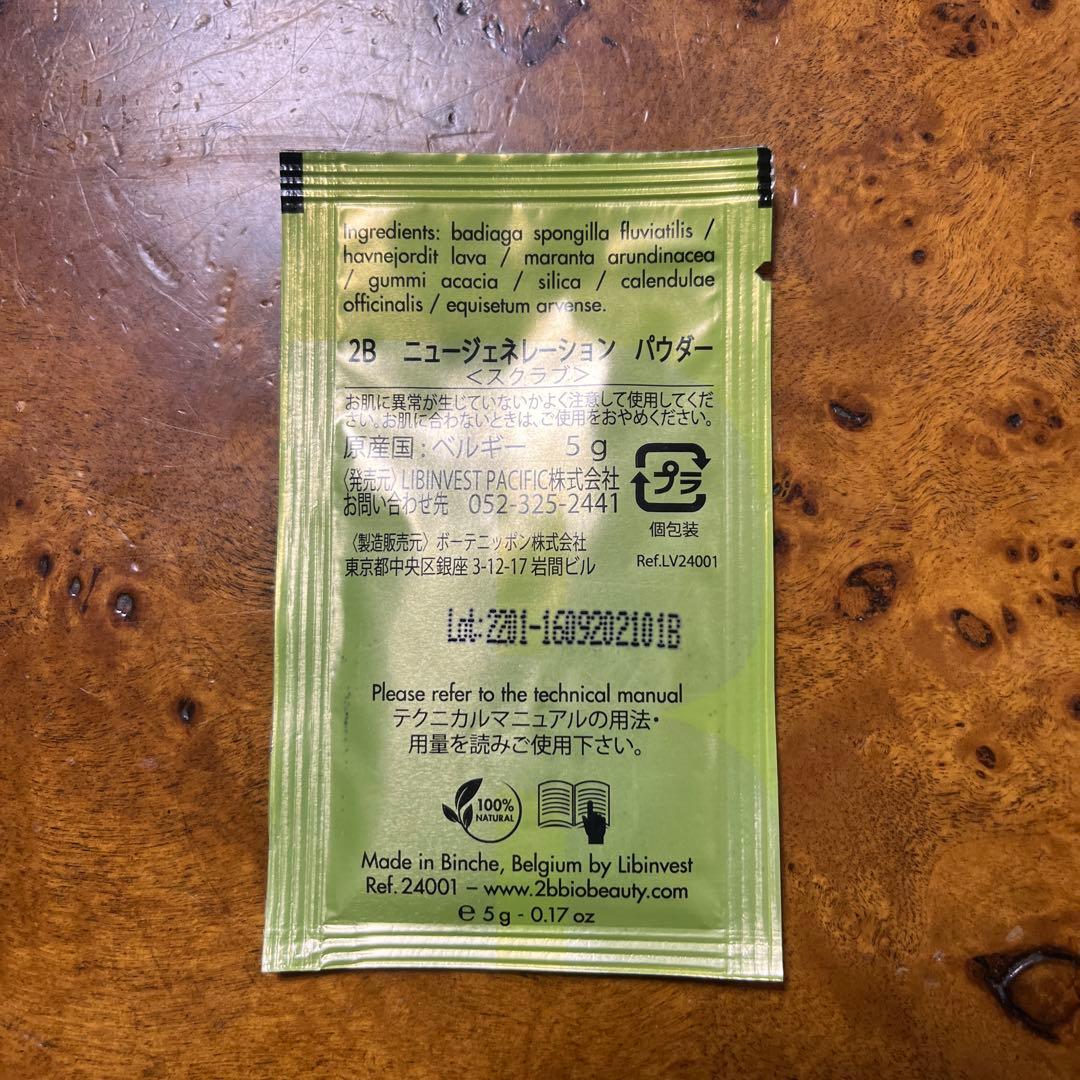 Ingredients: badiaga spongilla fluviatilis /
havnejordit lava / maranta arundinacea
/ gummi acacia / silica / calendulae
officinalis / equisetum arvense.
2B ニュージェネレーション パウダー
＜スクラブ＞
お肌に異常が生じていないかよく注意して使用してくだ
さい。お肌に合わないときは、ご使用をおやめください。
原産国：ベルギー 5g
〈発売元〉LIBINVEST PACIFIC株式会社
お問い合わせ先 052-325-2441
プラ
個包装
〈製造販売元〉ボーテニッポン株式会社
東京都中央区銀座 3-12-17 岩間ビル
Ref.LV24001
Lot:2201-1609202101B
Please refer to the technical manual
テクニカルマニュアルの用法・
用量を読みご使用下さい。
100%
NATURAL
Made in Binche, Belgium by Libinvest
Ref. 24001 – www.2bbiobeauty.com
℮ 5 g - 0.17 oz